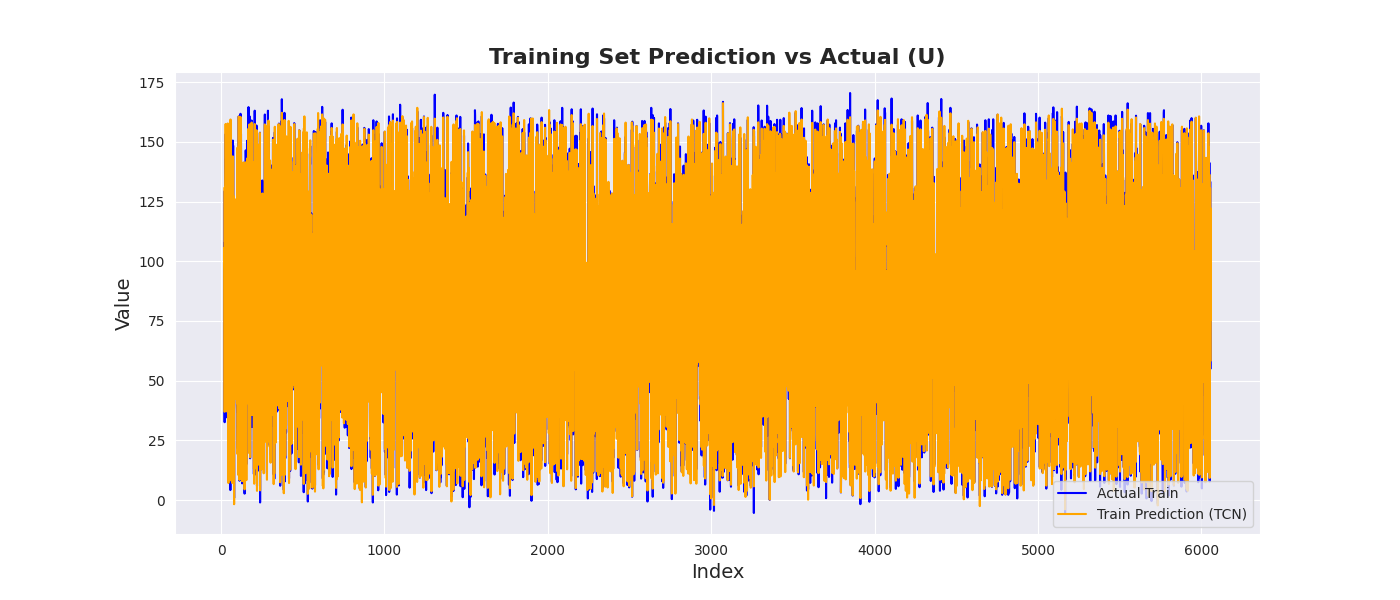 Training Set Prediction vs Actual (U)
175
150
125
100
75
50
25
0
Value
0 1000 2000 3000 4000 5000 6000
Index
Actual Train
Train Prediction (TCN)